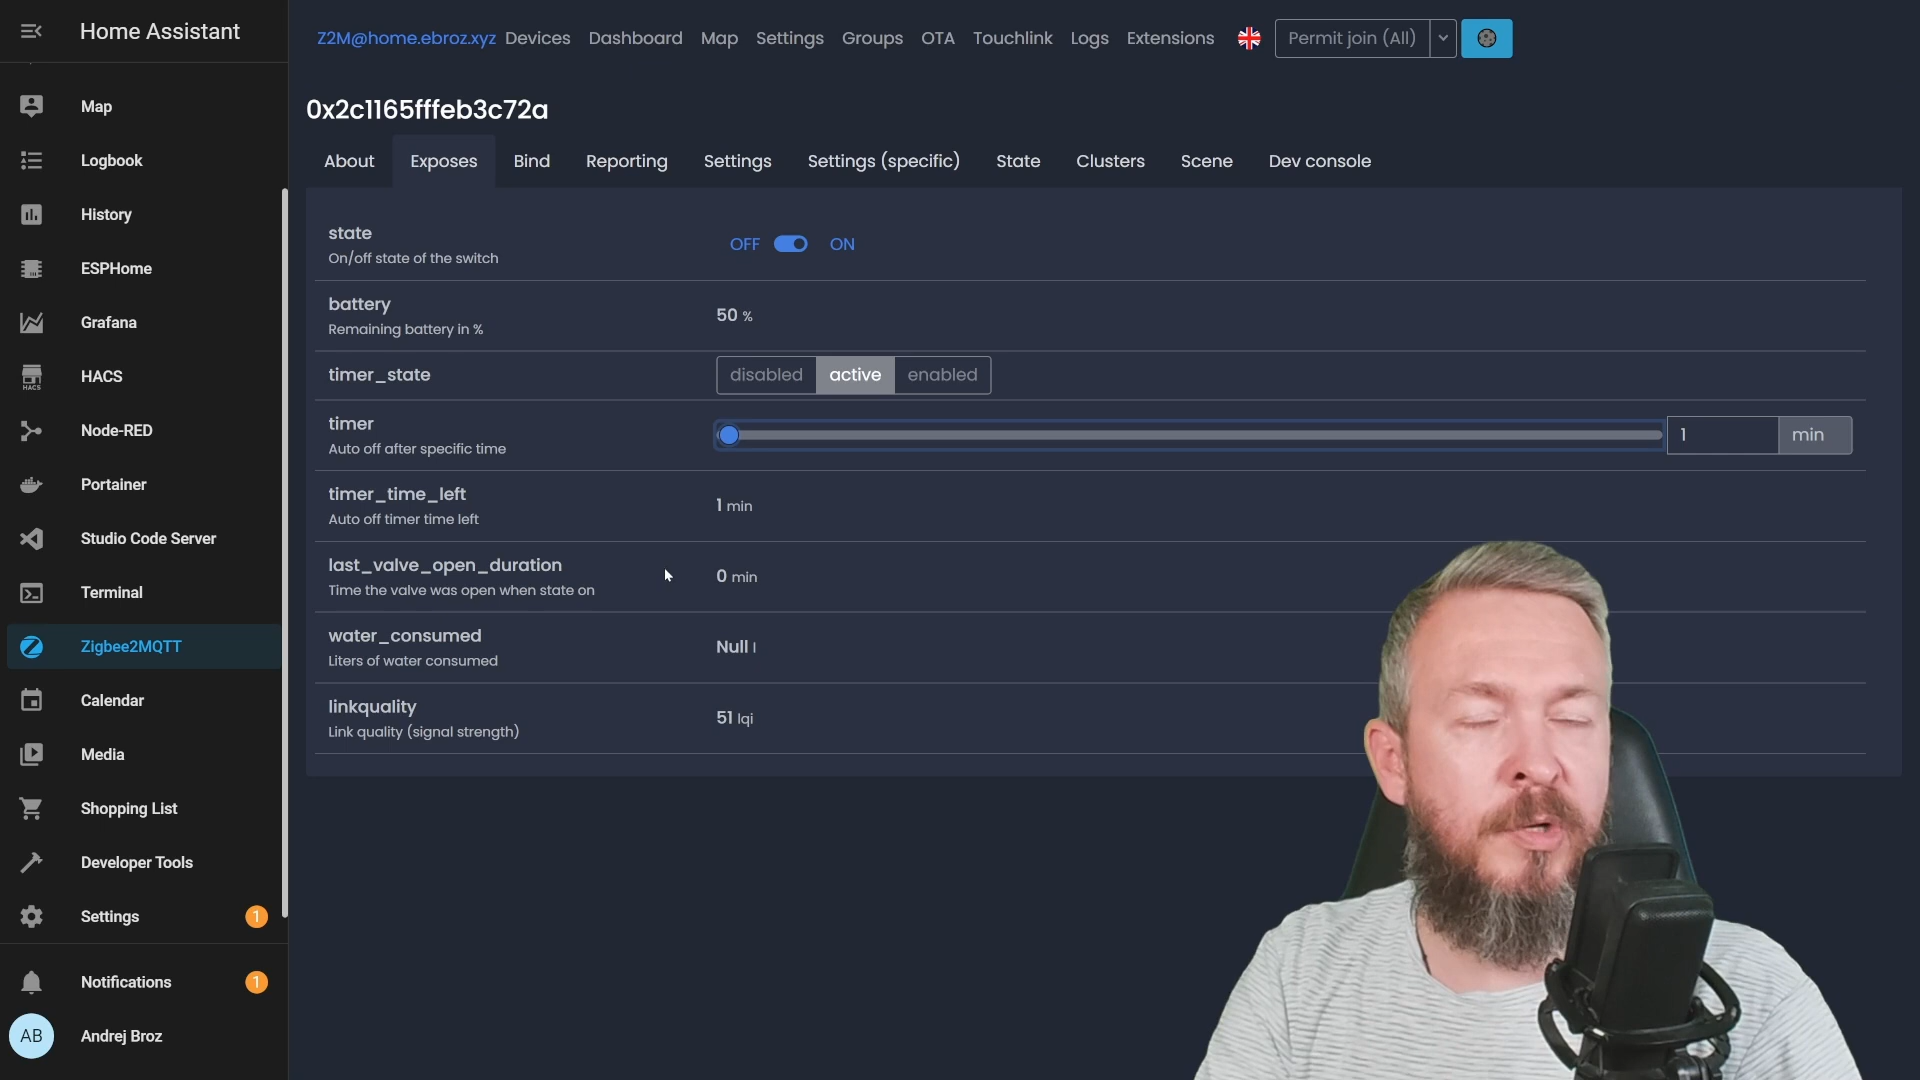 Home Assistant
Map
Logbook
History
ESPHome
Grafana
HACS
HACS
Node-RED
Portainer
Studio Code Server
Terminal
Zigbee2MQTT
Calendar
Media
Shopping List
Developer Tools
Settings 1
Notifications 1
AB Andrej Broz
Z2M@home.ebroz.xyz Devices Dashboard Map Settings Groups OTA Touchlink Logs Extensions Permit join (All)
0x2c1165fffeb3c72a
About Exposes Bind Reporting Settings Settings (specific) State Clusters Scene Dev console
state
On/off state of the switch
OFF ON
battery
Remaining battery in %
50 %
timer_state
disabled active enabled
timer
Auto off after specific time
1 min
timer_time_left
Auto off timer time left
1 min
last_valve_open_duration
Time the valve was open when state on
0 min
water_consumed
Liters of water consumed
Null l
linkquality
Link quality (signal strength)
51 lqi